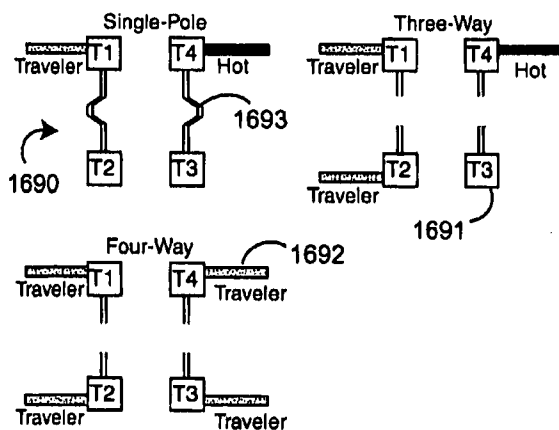 Single-Pole
T1
T4
Traveler
Hot
1693
1690
T2
T3
Three-Way
T1
T4
Traveler
Hot
T2
T3
Traveler
1691
Four-Way
1692
T1
T4
Traveler
Traveler
T2
T3
Traveler
Traveler